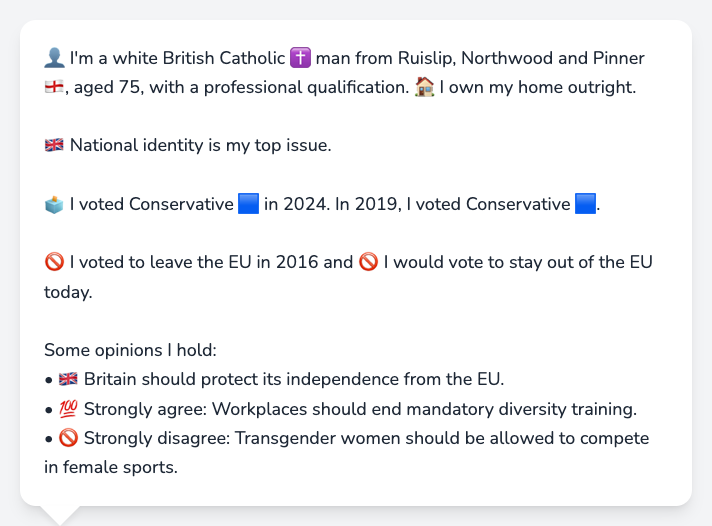 👤 I'm a white British Catholic ✝️ man from Ruislip, Northwood and Pinner
🏴󠁧󠁢󠁥󠁮󠁧󠁿, aged 75, with a professional qualification. 🏠 I own my home outright.
🇬🇧 National identity is my top issue.
🗳️ I voted Conservative 🟦 in 2024. In 2019, I voted Conservative 🟦.
🚫 I voted to leave the EU in 2016 and 🚫 I would vote to stay out of the EU
today.
Some opinions I hold:
• 🇬🇧 Britain should protect its independence from the EU.
• 💯 Strongly agree: Workplaces should end mandatory diversity training.
• 🚫 Strongly disagree: Transgender women should be allowed to compete
in female sports.